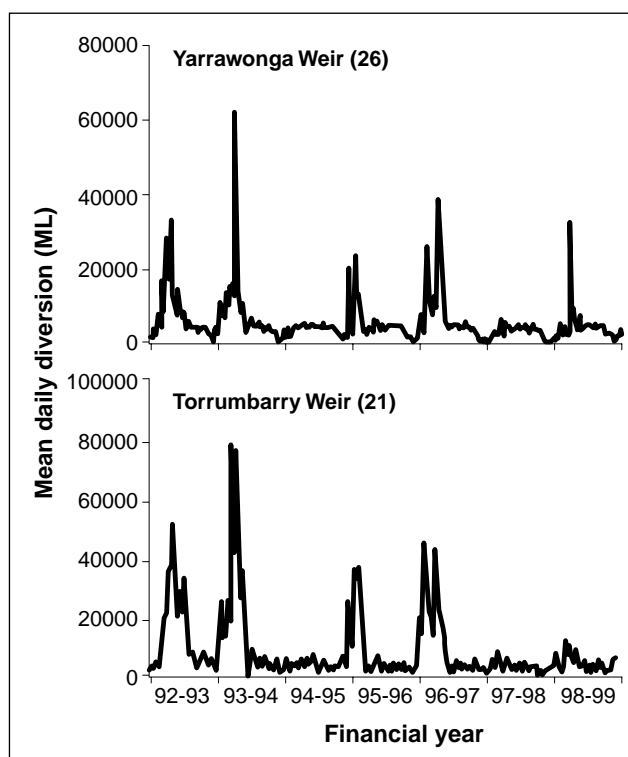 Mean daily diversion (ML)
Yarrawonga Weir (26)
80000
60000
40000
20000
0
Torrumbarry Weir (21)
100000
80000
60000
40000
20000
0
92-93 93-94 94-95 95-96 96-97 97-98 98-99
Financial year